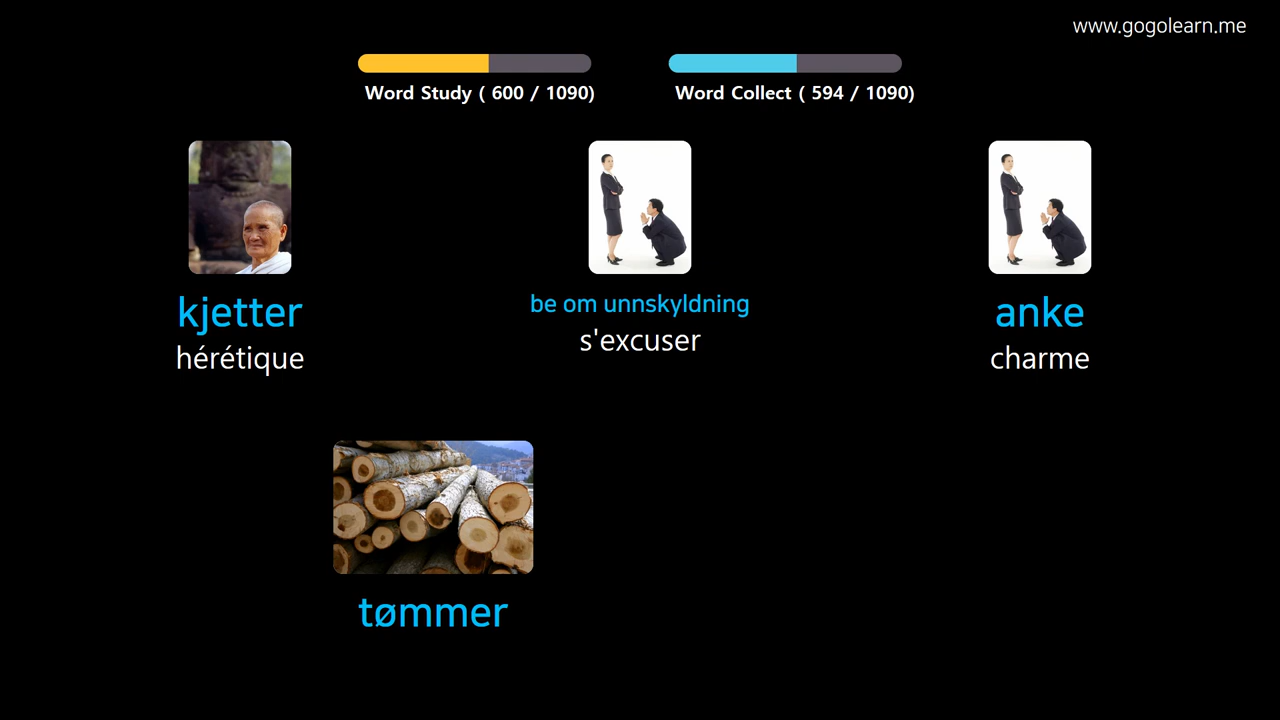 www.gogolearn.me
Word Study ( 600 / 1090)
Word Collect ( 594 / 1090)
kjetter
hérétique
be om unnskyldning
s'excuser
anke
charme
tømmer